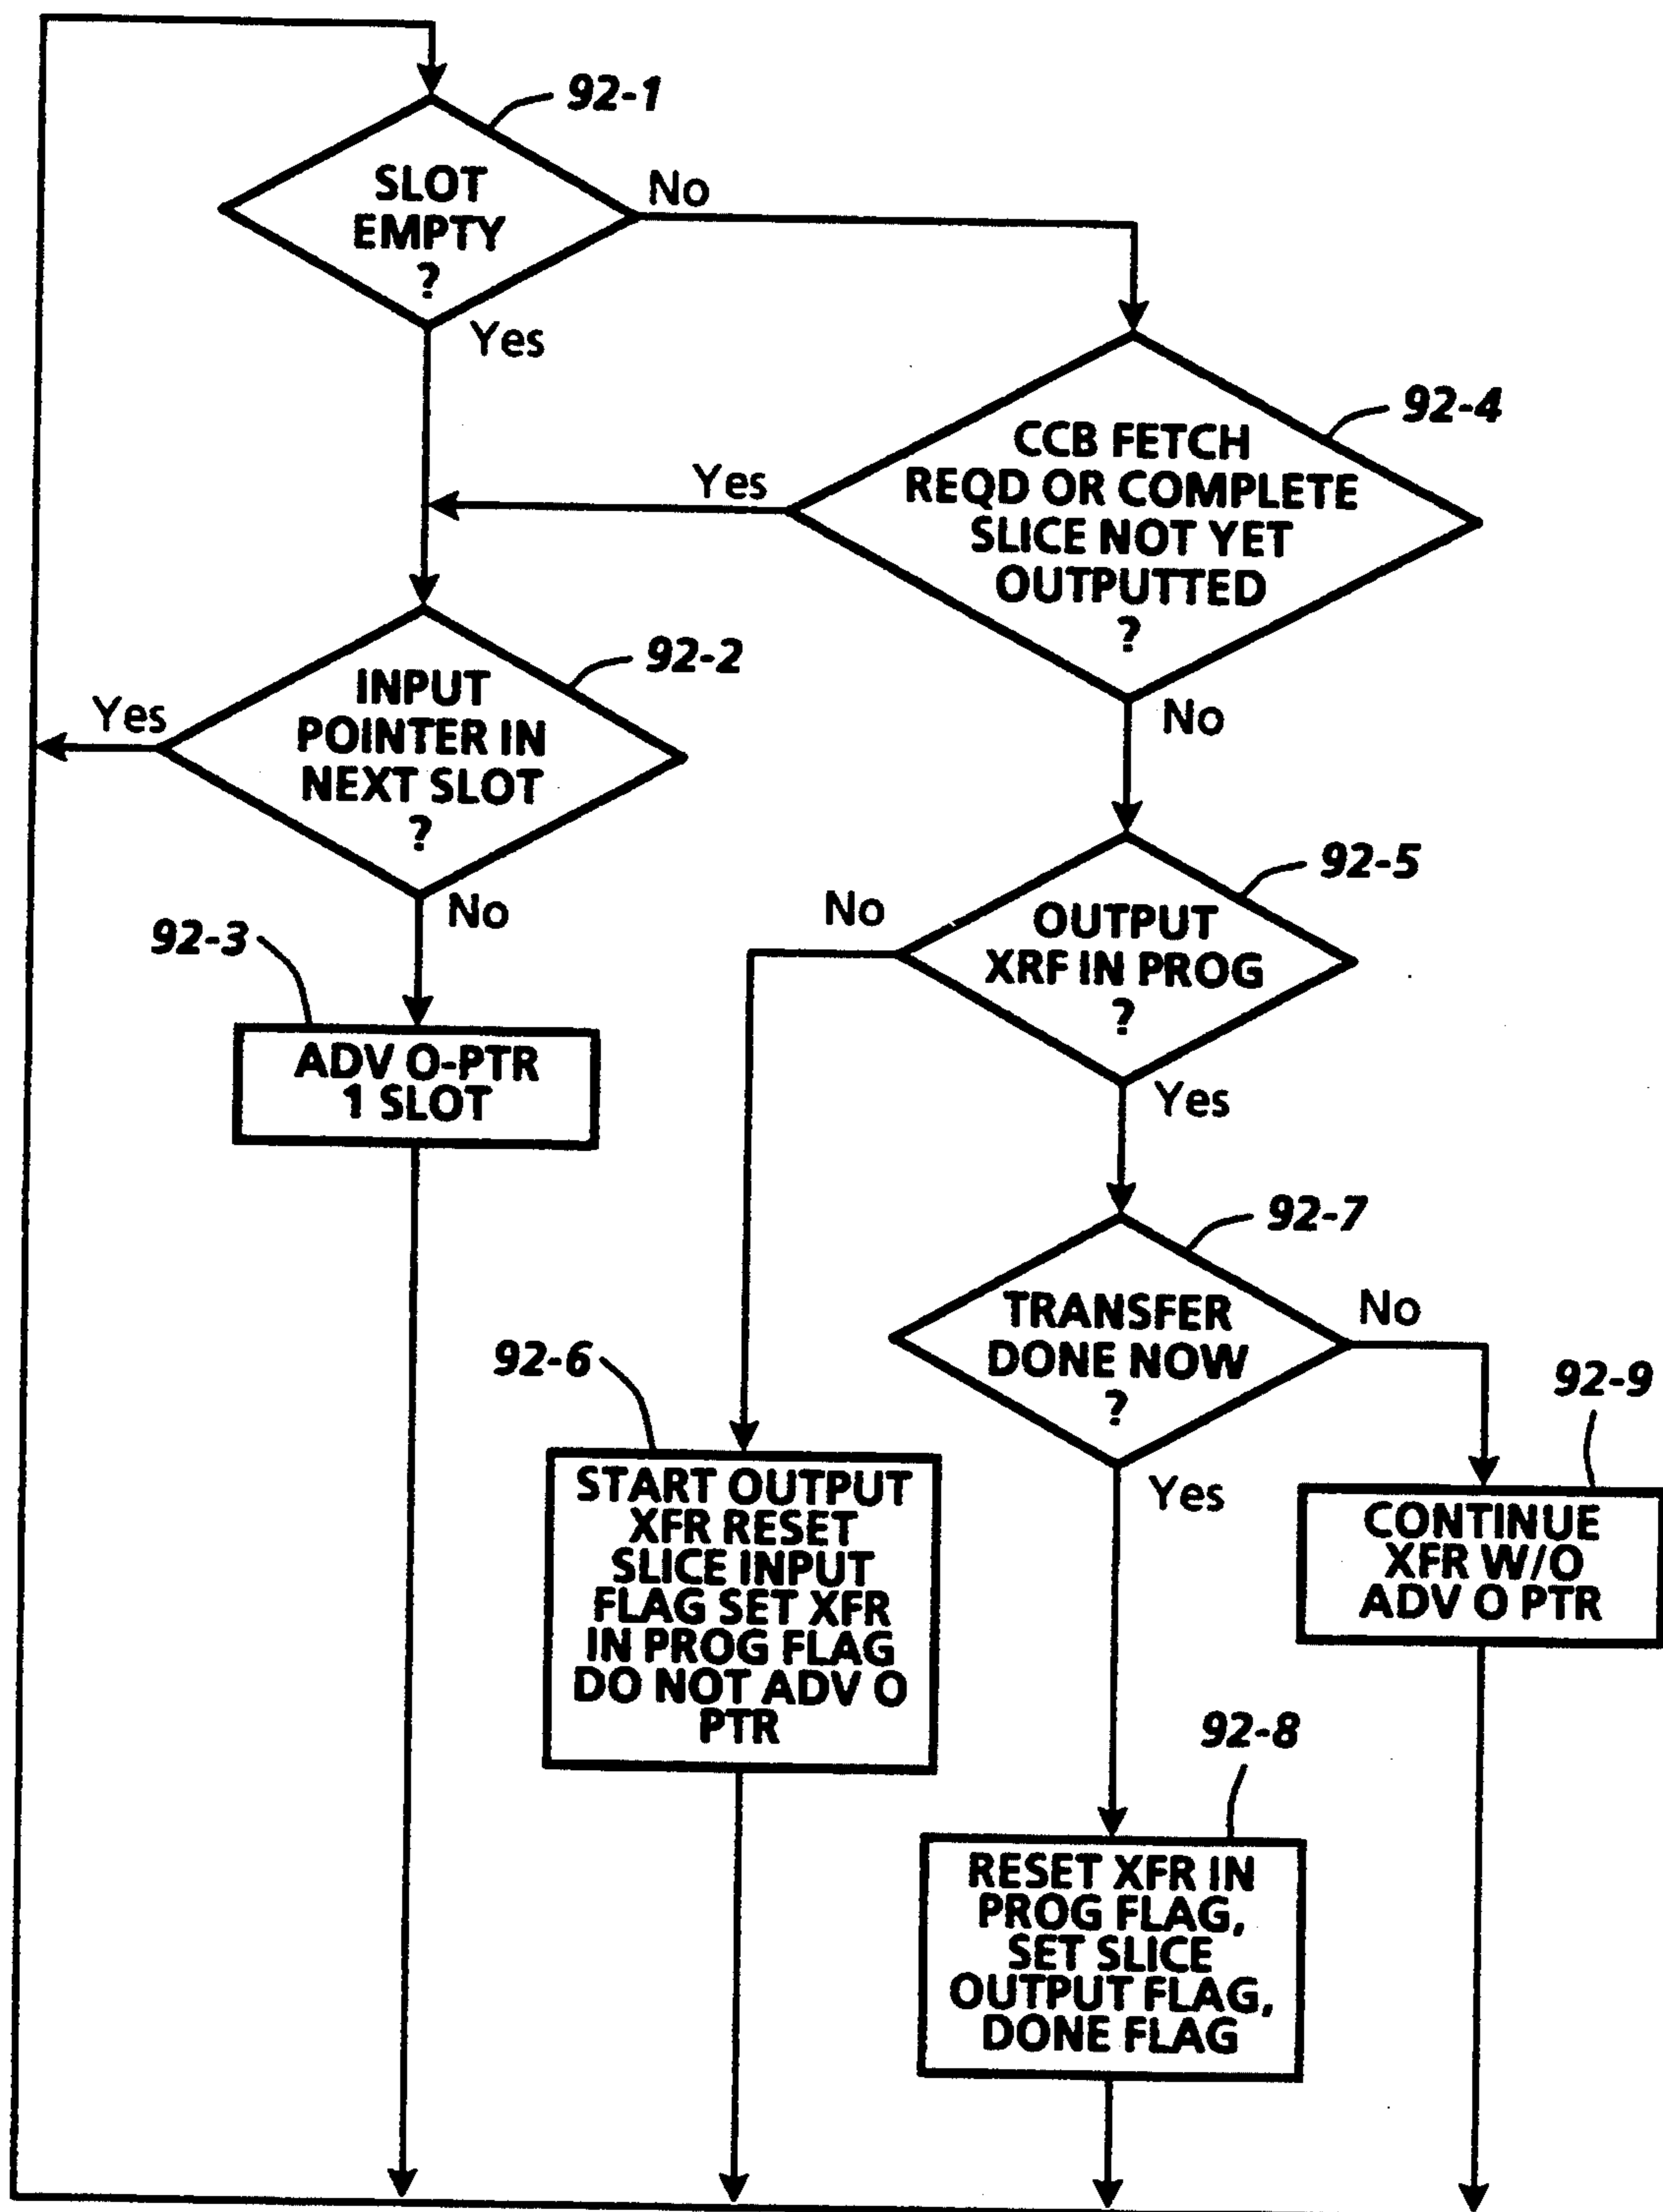 92-1
SLOT
EMPTY
?
No
Yes
92-4
CCB FETCH
REQD OR COMPLETE
SLICE NOT YET
OUTPUTTED
?
Yes
No
92-2
INPUT
POINTER IN
NEXT SLOT
?
Yes
No
92-3
ADV O-PTR
1 SLOT
92-5
OUTPUT
XRF IN PROG
?
No
Yes
92-7
TRANSFER
DONE NOW
?
No
Yes
92-6
START OUTPUT
XFR RESET
SLICE INPUT
FLAG SET XFR
IN PROG FLAG
DO NOT ADV O
PTR
92-9
CONTINUE
XFR W/O
ADV O PTR
92-8
RESET XFR IN
PROG FLAG,
SET SLICE
OUTPUT FLAG,
DONE FLAG